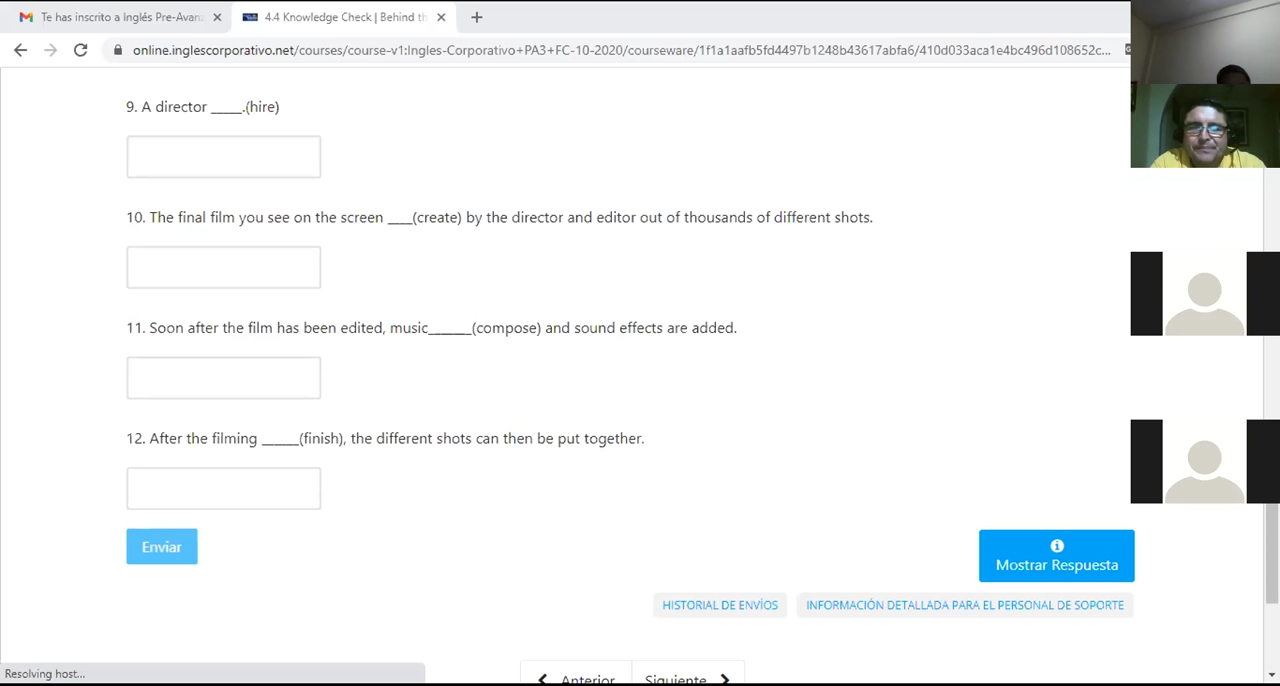 Te has inscrito a Inglés Pre-Avan
4.4 Knowledge Check | Behind th
online.inglescorporativo.net/courses/course-v1:Ingles-Corporativo+PA3+FC-10-2020/courseware/1f1a1aafb5fd4497b1248b43617abfa6/410d033aca1e4bc496d108652c...
9. A director _____.(hire)
10. The final film you see on the screen ____(create) by the director and editor out of thousands of different shots.
11. Soon after the film has been edited, music_______(compose) and sound effects are added.
12. After the filming ______(finish), the different shots can then be put together.
Enviar
Mostrar Respuesta
HISTORIAL DE ENVÍOS
INFORMACIÓN DETALLADA PARA EL PERSONAL DE SOPORTE
Resolving host...
Anterior
Siguiente